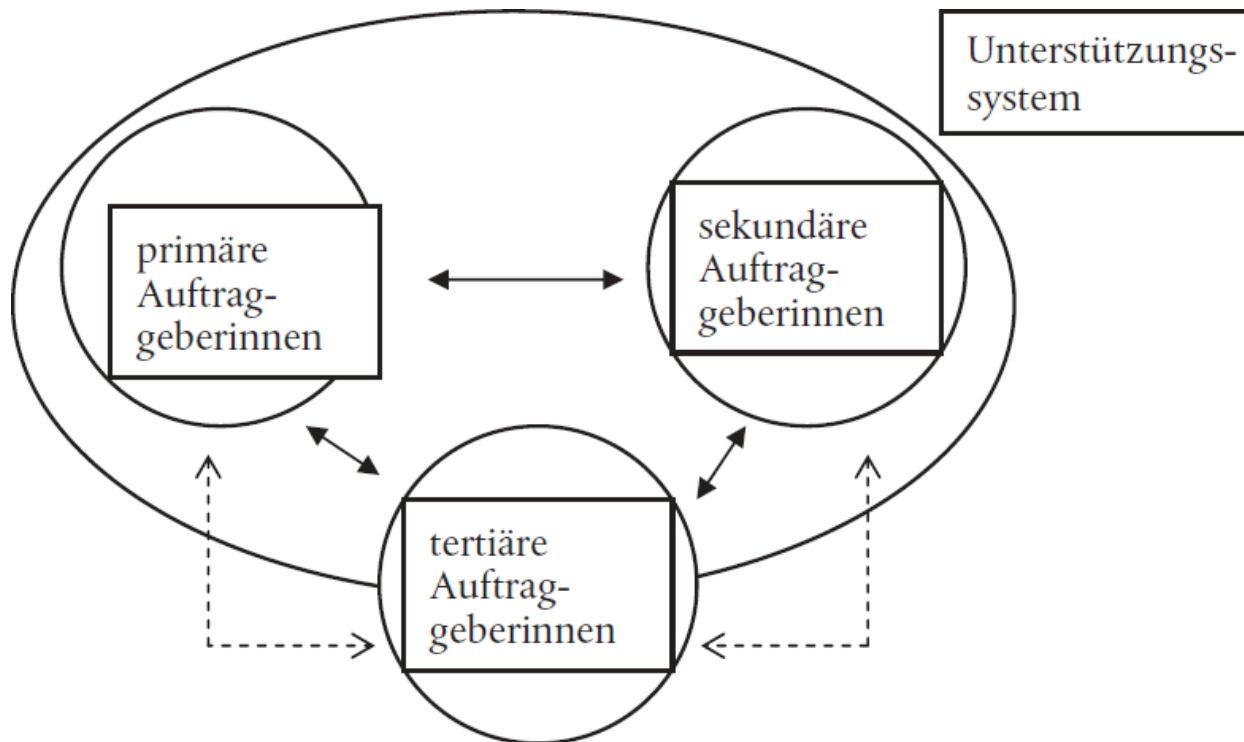 Unterstützungs-
system
primäre
Auftrag-
geberinnen
sekundäre
Auftrag-
geberinnen
tertiäre
Auftrag-
geberinnen